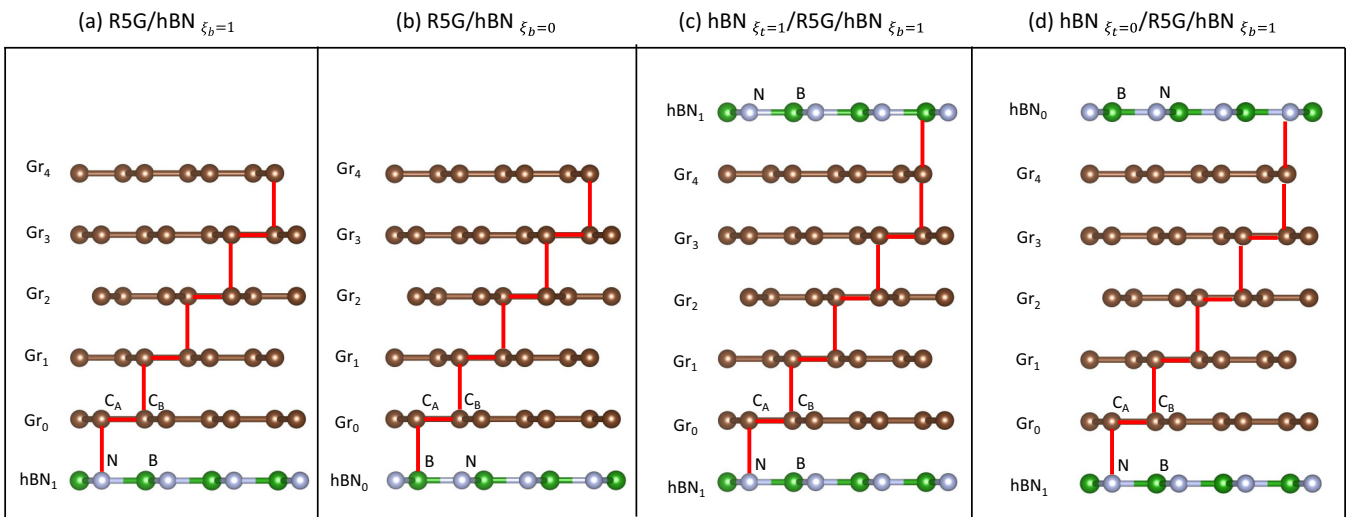 (a) R5G/hBN ξb=1
(b) R5G/hBN ξb=0
(c) hBN ξt=1/R5G/hBN ξb=1
(d) hBN ξt=0/R5G/hBN ξb=1
Gr4
Gr3
Gr2
Gr1
CA CB
Gr0
N B
hBN1
Gr4
Gr3
Gr2
Gr1
CA CB
Gr0
B N
hBN0
N B
hBN1
Gr4
Gr3
Gr2
Gr1
CA CB
Gr0
N B
hBN1
B N
hBN0
Gr4
Gr3
Gr2
Gr1
CA CB
Gr0
N B
hBN1